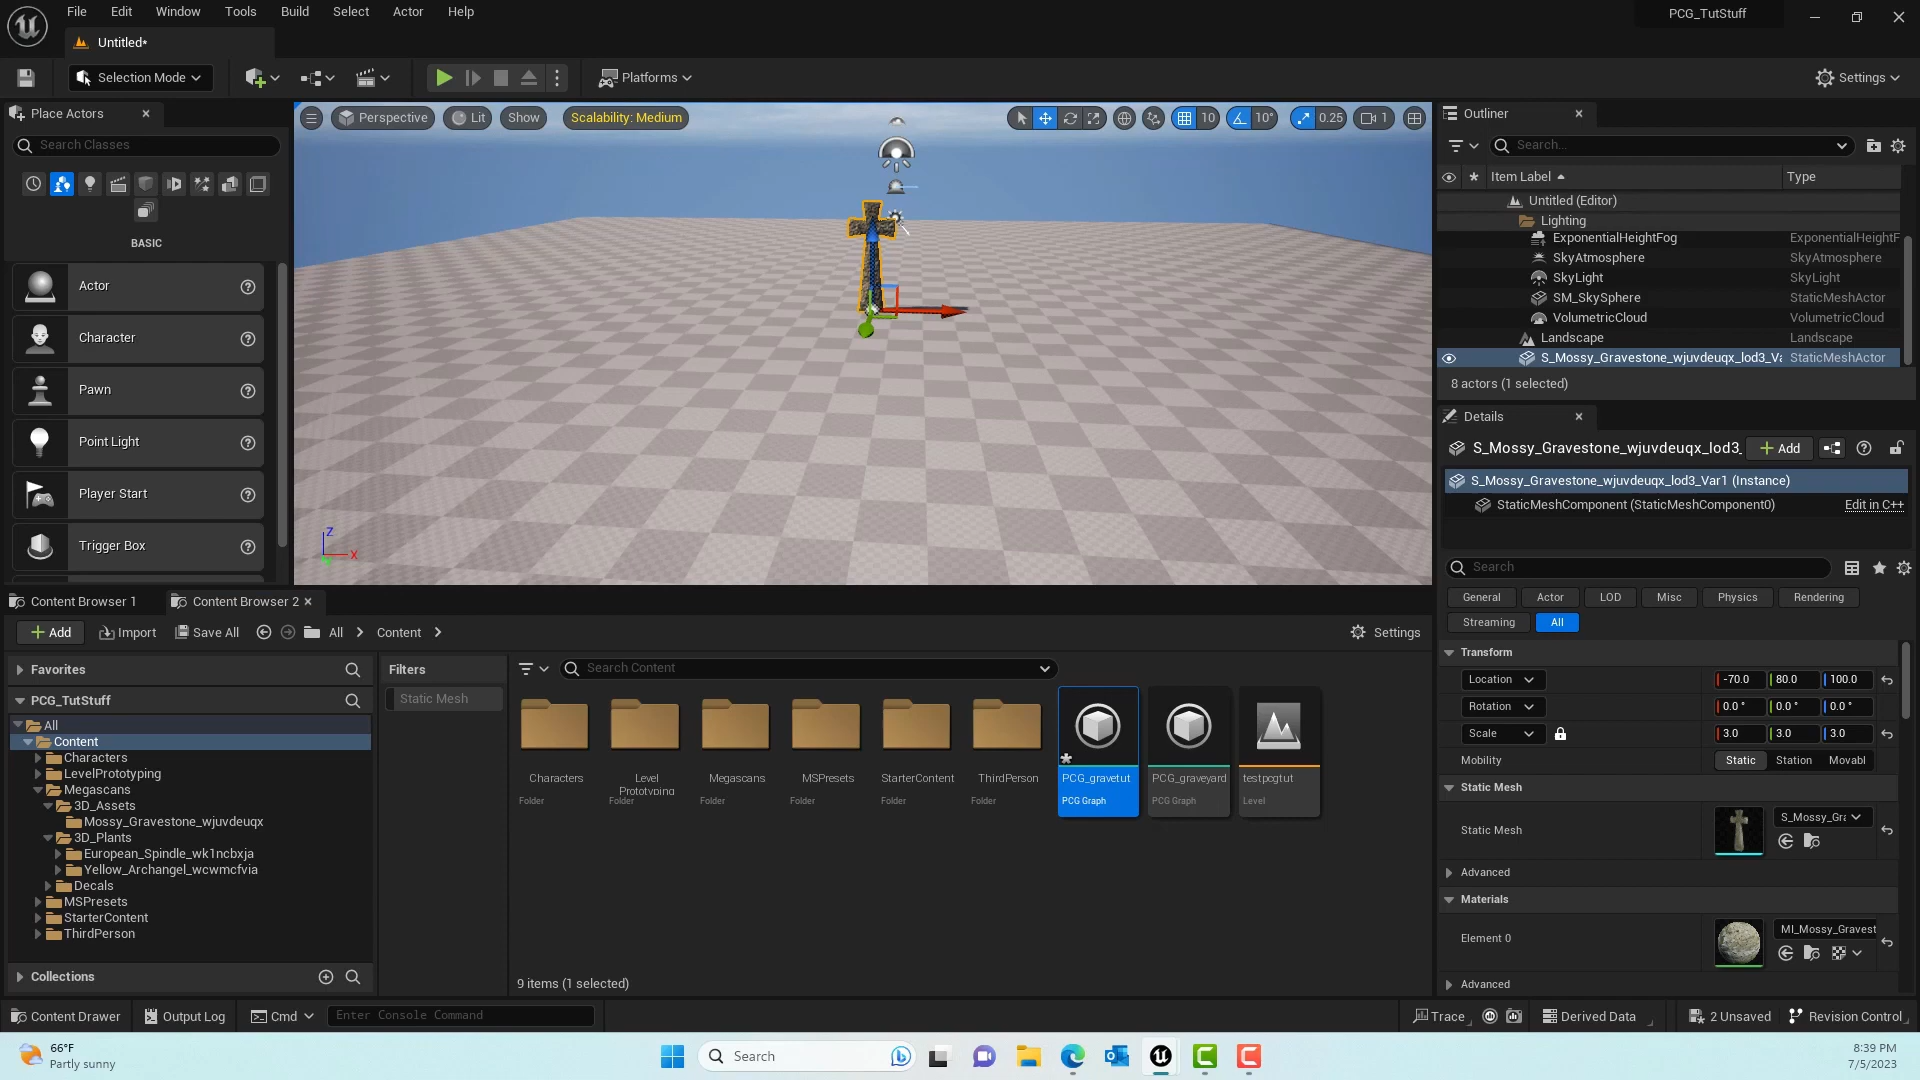 File Edit Window Tools Build Select Actor Help
PCG_TutStuff
Untitled*
Selection Mode
Platforms
Settings
Place Actors
Search Classes
BASIC
Actor
Character
Pawn
Point Light
Player Start
Trigger Box
Perspective
Lit
Show
Scalability: Medium
10
10°
0.25
1
Z
X
Outliner
Search...
Item Label
Type
Untitled (Editor)
Lighting
ExponentialHeightFog ExponentialHeightF
SkyAtmosphere SkyAtmosphere
SkyLight SkyLight
SM_SkySphere StaticMeshActor
VolumetricCloud VolumetricCloud
Landscape Landscape
S_Mossy_Gravestone_wjuvdeuqx_lod3_Va StaticMeshActor
8 actors (1 selected)
Details
S_Mossy_Gravestone_wjuvdeuqx_lod3_
Add
S_Mossy_Gravestone_wjuvdeuqx_lod3_Var1 (Instance)
StaticMeshComponent (StaticMeshComponent0)
Edit in C++
Search
General Actor LOD Misc Physics Rendering
Streaming All
Transform
Location -70.0 80.0 100.0
Rotation 0.0 ° 0.0 ° 0.0 °
Scale 3.0 3.0 3.0
Mobility Static Station Movabl
Static Mesh
Static Mesh
S_Mossy_Gra
Advanced
Materials
Element 0
MI_Mossy_Gravest
Advanced
Content Browser 1
Content Browser 2
Add Import Save All All Content
Settings
Favorites
PCG_TutStuff
All
Content
Characters
LevelPrototyping
Megascans
3D_Assets
Mossy_Gravestone_wjuvdeuqx
3D_Plants
European_Spindle_wk1ncbxja
Yellow_Archangel_wcwmcfvia
Decals
MSPresets
StarterContent
ThirdPerson
Collections
Filters
Static Mesh
Search Content
Characters
Folder
Level
Prototyping
Folder
Megascans
Folder
MSPresets
Folder
StarterContent
Folder
ThirdPerson
Folder
PCG_gravetut
PCG Graph
PCG_graveyard
PCG Graph
testpcgtut
Level
9 items (1 selected)
Content Drawer
Output Log
Cmd
Enter Console Command
Trace
Derived Data
2 Unsaved
Revision Control
66°F
Partly sunny
Search
8:39 PM
7/5/2023